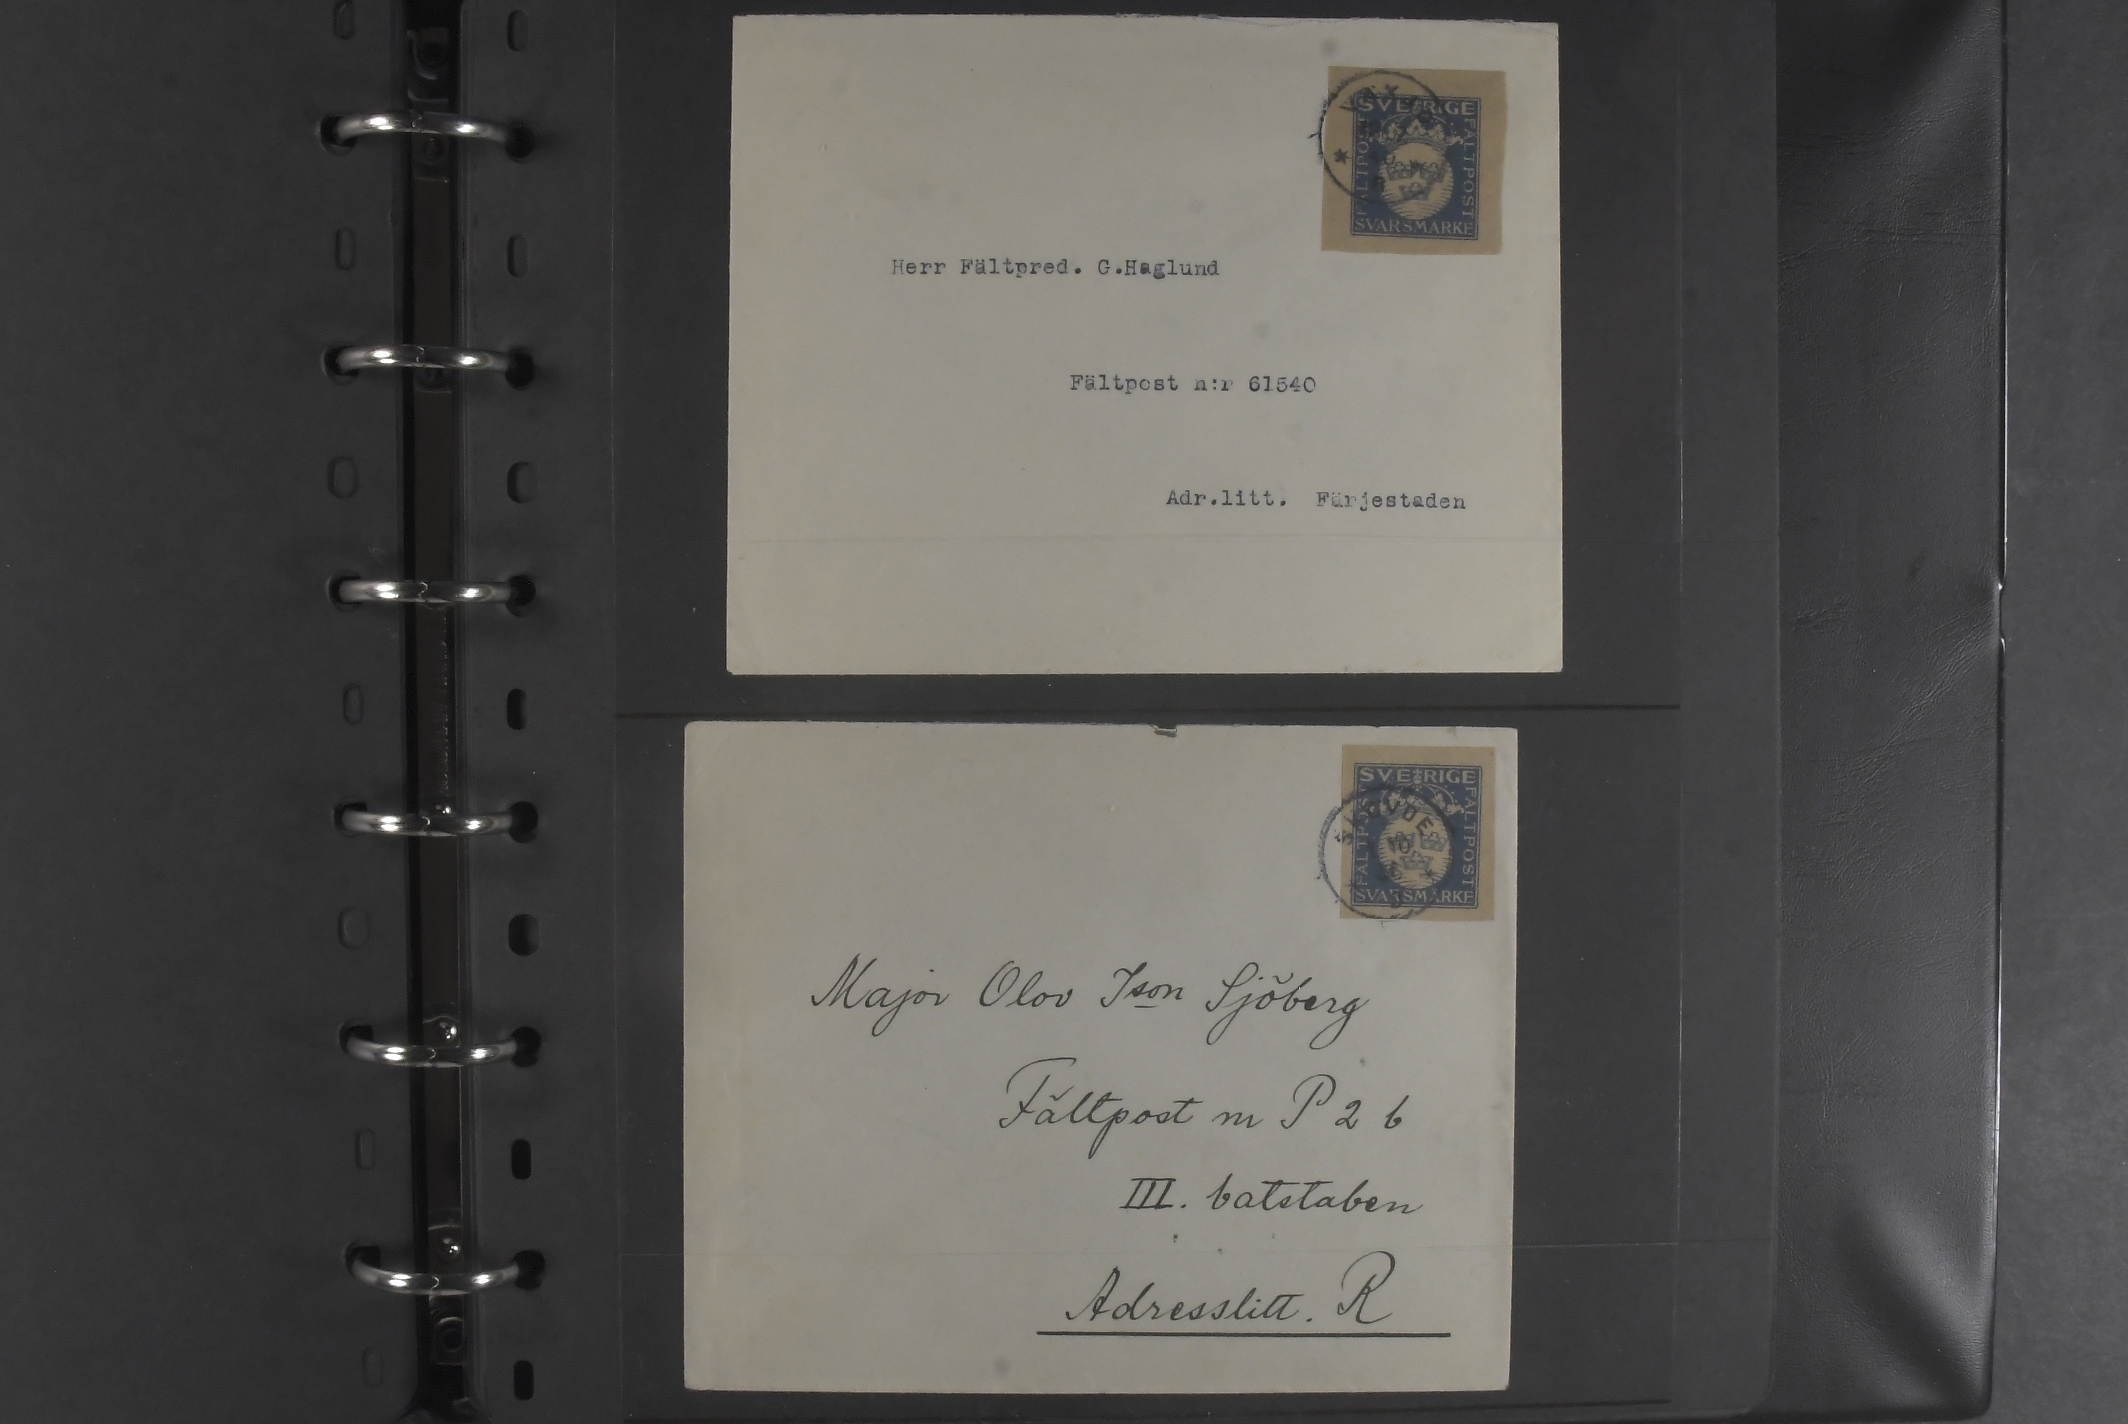 SVERIGE
FÄLTPOST
FÄLTPOST
SVARSMÄRKE
Herr Fältpred. G.Haglund
Fältpost n:r 61540
Adr.litt. Färjestaden
SVERIGE
FÄLTPOST
FÄLTPOST
SVARSMÄRKE
Major Olov Ison Sjöberg
Fältpost nr P 2 b
III. batstaben
Adresslitt. R